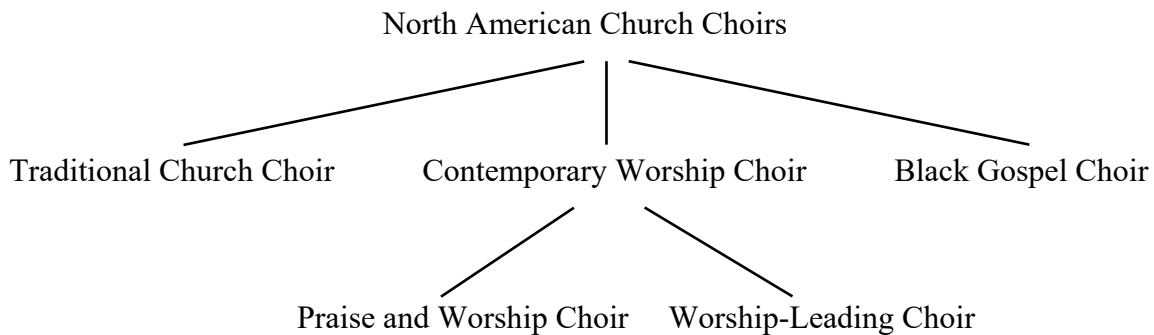 North American Church Choirs
Traditional Church Choir Contemporary Worship Choir Black Gospel Choir
Praise and Worship Choir Worship-Leading Choir